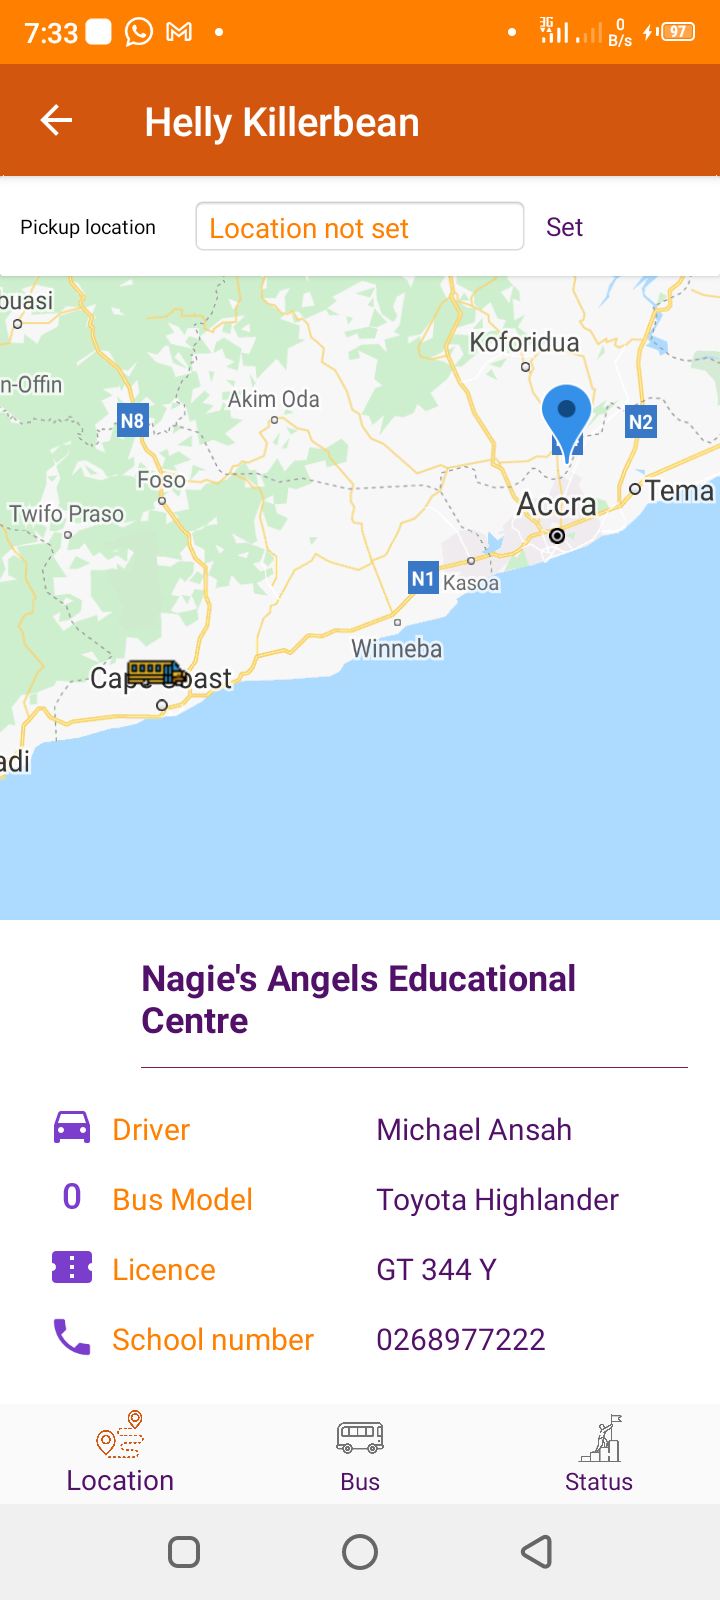 7:33
3G
0
B/s
97
Helly Killerbean
Pickup location
Location not set
Set
buasi
Koforidua
n-Offin
Akim Oda
N8
N2
Foso
Accra
Tema
Twifo Praso
N1
Kasoa
Winneba
Cape Coast
adi
Nagie's Angels Educational
Centre
Driver
Michael Ansah
0
Bus Model
Toyota Highlander
Licence
GT 344 Y
School number
0268977222
Location
Bus
Status